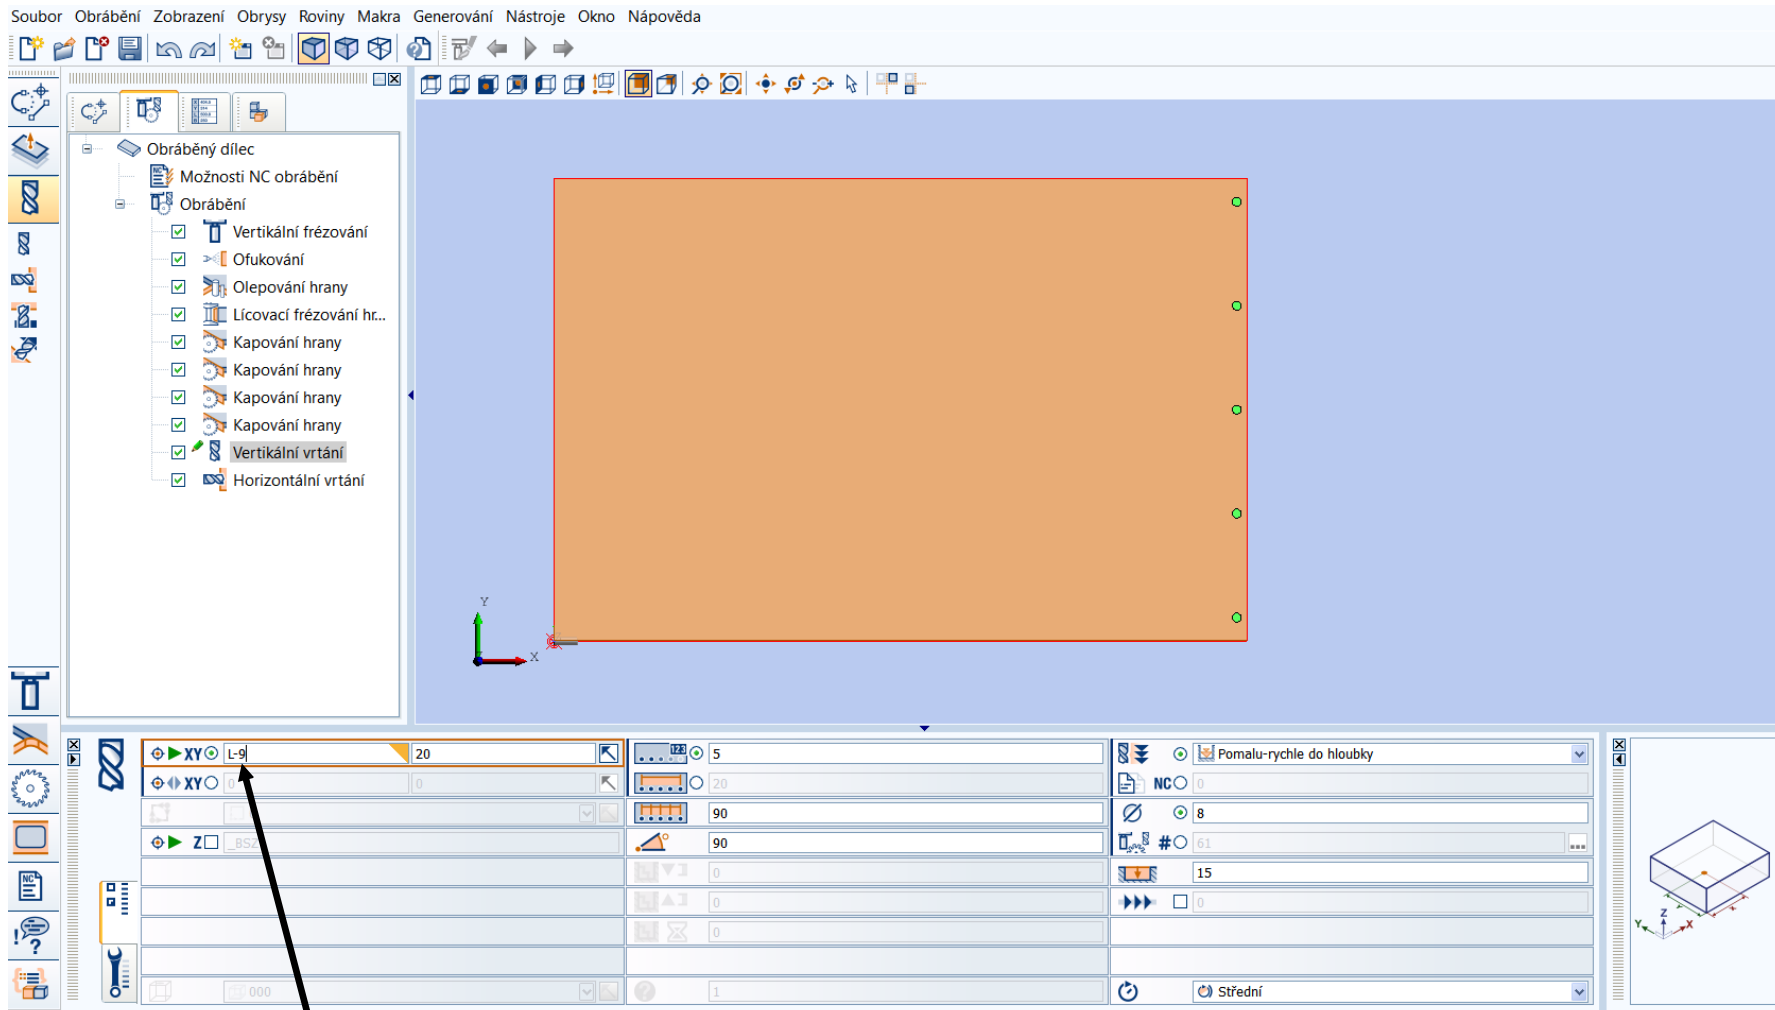 Soubor Obrábění Zobrazení Obrysy Roviny Makra Generování Nástroje Okno Nápověda
Obráběný dílec
Možnosti NC obrábění
Obrábění
Vertikální frézování
Ofukování
Olepování hrany
Lícovací frézování hr...
Kapování hrany
Kapování hrany
Kapování hrany
Kapování hrany
Vertikální vrtání
Horizontální vrtání
Y
X
XY L-9 20 123 5 Pomalu-rychle do hloubky
XY 0 0 20 NC 0
90 8
Z _BSZ 90 # 61
0 15
0 0
0
000 1 Střední
Z
Y X